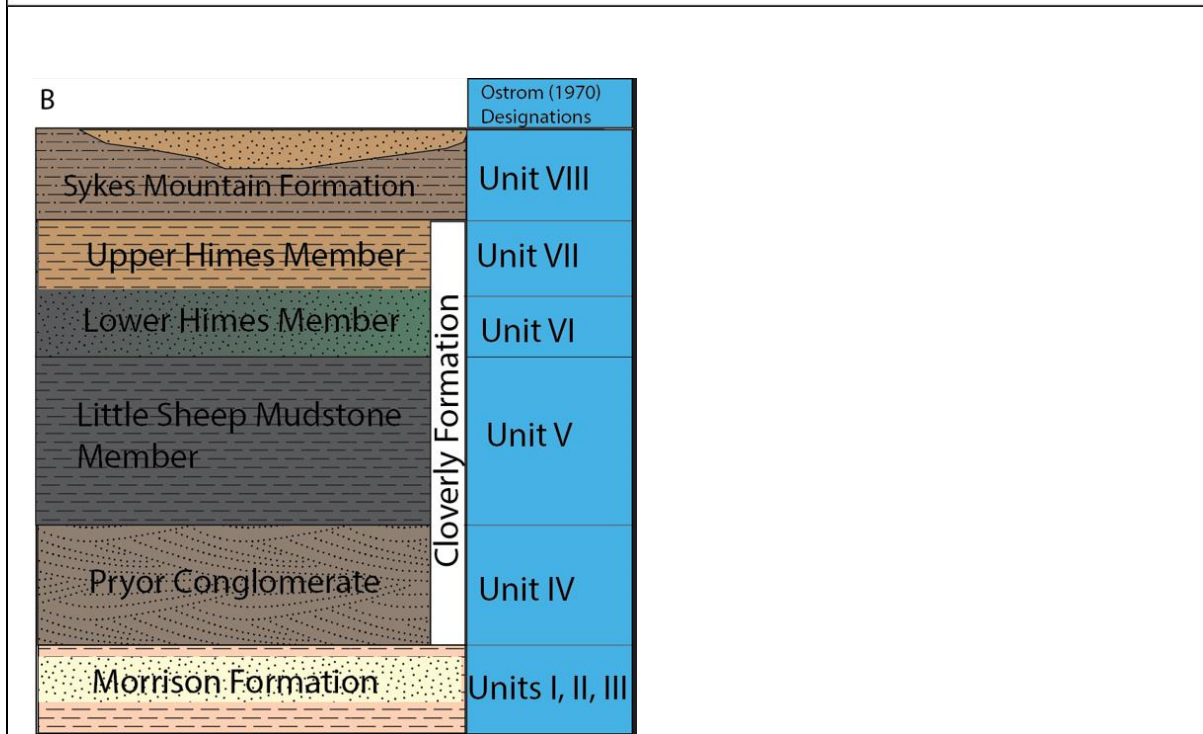 B
Ostrom (1970)
Designations
Sykes Mountain Formation
Unit VIII
Upper Himes Member
Unit VII
Lower Himes Member
Unit VI
Little Sheep Mudstone
Member
Unit V
Pryor Conglomerate
Unit IV
Cloverly Formation
Morrison Formation
Units I, II, III